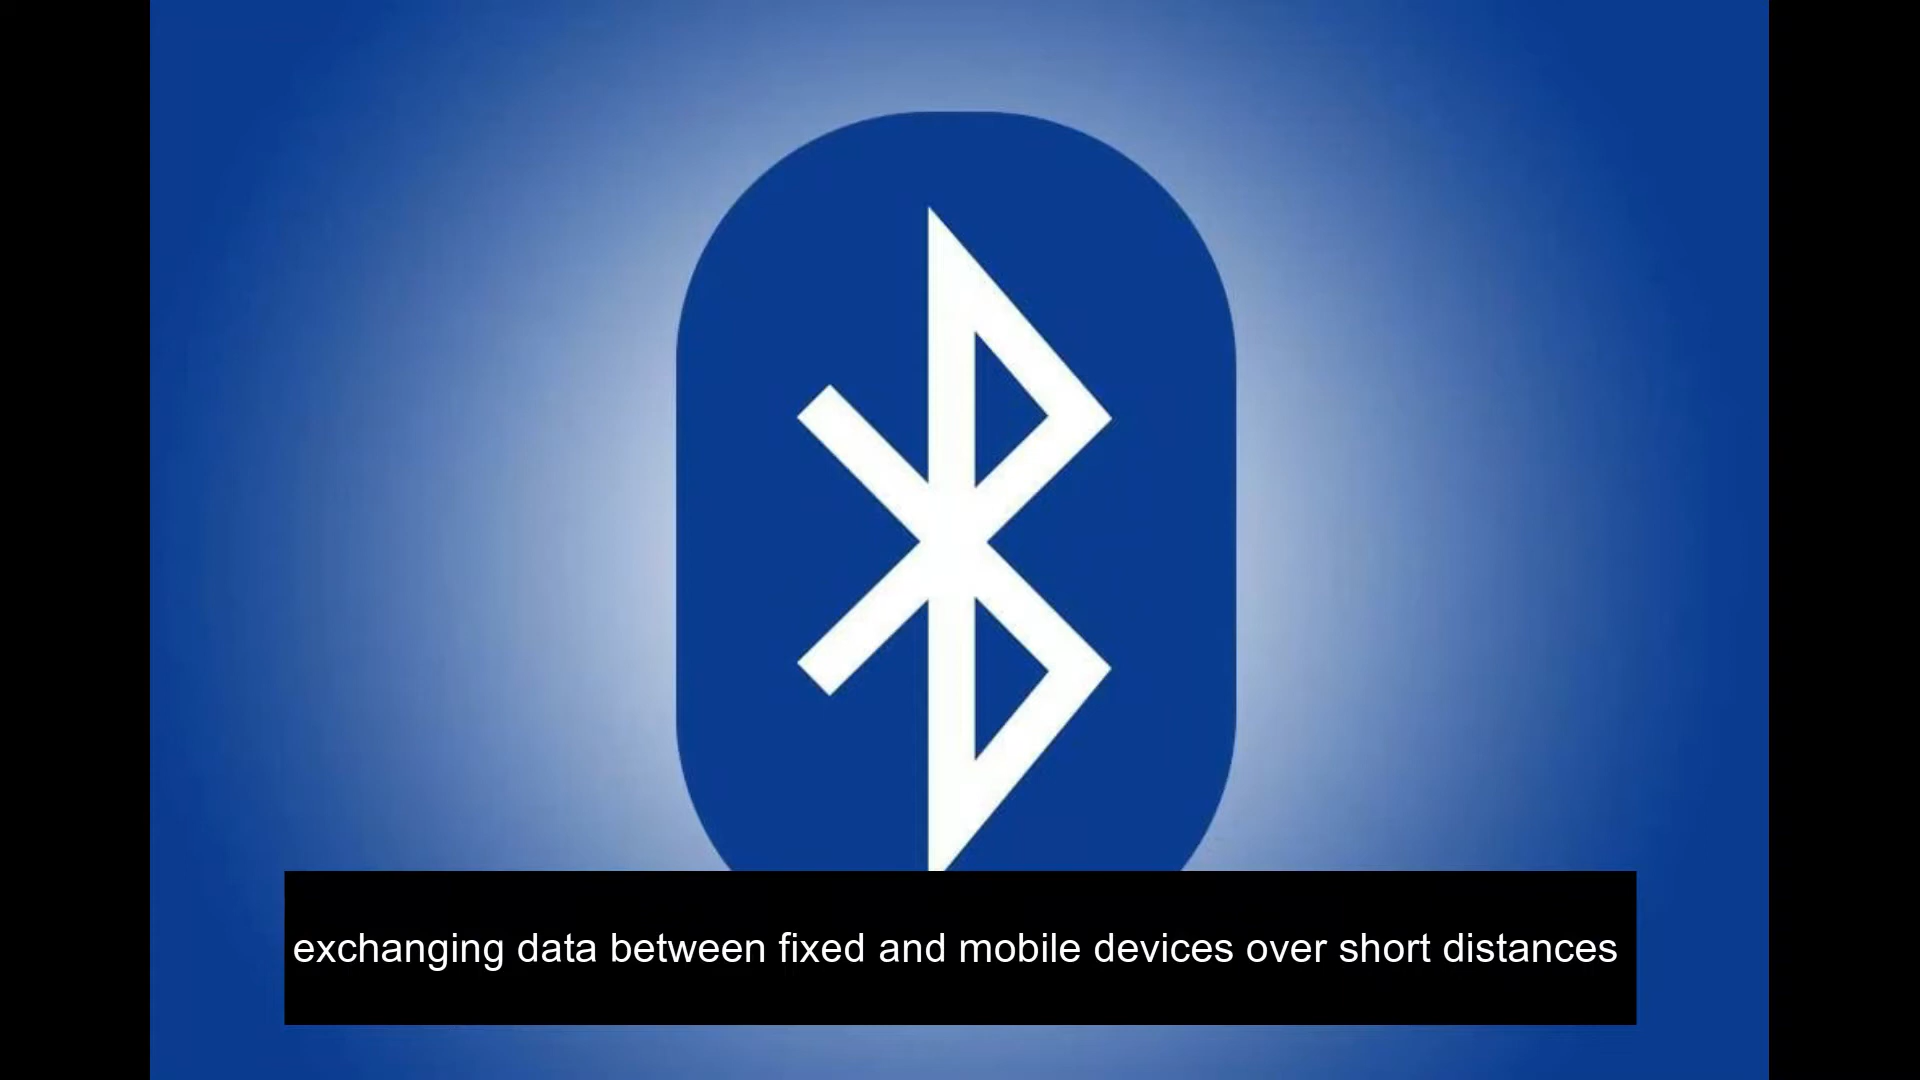 exchanging data between fixed and mobile devices over short distances